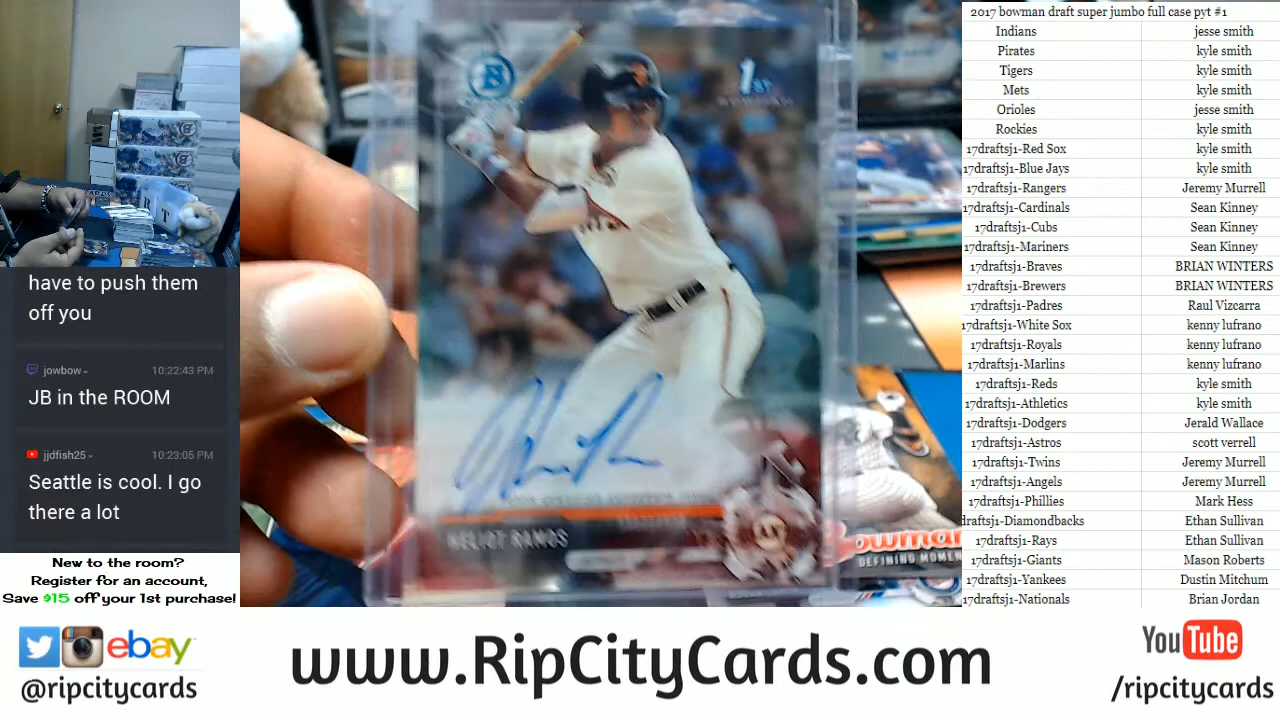 have to push them
off you
jowbow
10:22:43 PM
JB in the ROOM
jjdfish25
10:23:05 PM
Seattle is cool. I go
there a lot
New to the room?
Register for an account,
Save $15 off your 1st purchase!
B
1ST
HELIOT RAMOS
Bowman
DEFINING MOMEN
2017 bowman draft super jumbo full case pyt #1
Indians jesse smith
Pirates kyle smith
Tigers kyle smith
Mets kyle smith
Orioles jesse smith
Rockies kyle smith
17draftsj1-Red Sox kyle smith
17draftsj1-Blue Jays kyle smith
17draftsj1-Rangers Jeremy Murrell
17draftsj1-Cardinals Sean Kinney
17draftsj1-Cubs Sean Kinney
17draftsj1-Mariners Sean Kinney
17draftsj1-Braves BRIAN WINTERS
17draftsj1-Brewers BRIAN WINTERS
17draftsj1-Padres Raul Vizcarra
17draftsj1-White Sox kenny lufrano
17draftsj1-Royals kenny lufrano
17draftsj1-Marlins kenny lufrano
17draftsj1-Reds kyle smith
17draftsj1-Athletics kyle smith
17draftsj1-Dodgers Jerald Wallace
17draftsj1-Astros scott verrell
17draftsj1-Twins Jeremy Murrell
17draftsj1-Angels Jeremy Murrell
17draftsj1-Phillies Mark Hess
draftsj1-Diamondbacks Ethan Sullivan
17draftsj1-Rays Ethan Sullivan
17draftsj1-Giants Mason Roberts
17draftsj1-Yankees Dustin Mitchum
17draftsj1-Nationals Brian Jordan
ebay
@ripcitycards
www.RipCityCards.com
YouTube
/ripcitycards